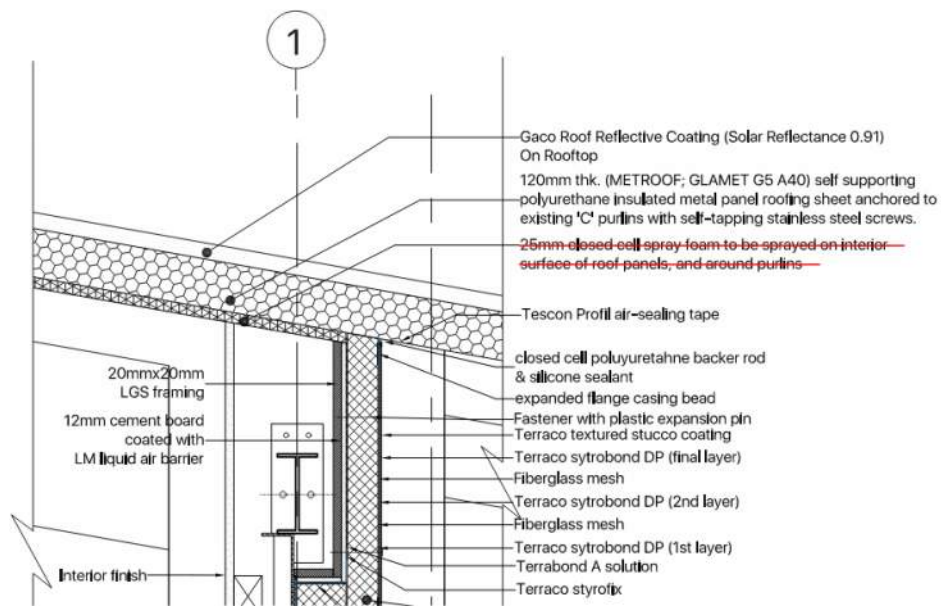 1
Gaco Roof Reflective Coating (Solar Reflectance 0.91)
On Rooftop
120mm thk. (METROOF; GLAMET G5 A40) self supporting
polyurethane insulated metal panel roofing sheet anchored to
existing 'C' purlins with self-tapping stainless steel screws.
25mm closed cell spray foam to be sprayed on interior
surface of roof panels, and around purlins
Tescon Profil air-sealing tape
closed cell poluyuretahne backer rod
& silicone sealant
expanded flange casing bead
Fastener with plastic expansion pin
Terraco textured stucco coating
Terraco sytrobond DP (final layer)
Fiberglass mesh
Terraco sytrobond DP (2nd layer)
Fiberglass mesh
Terraco sytrobond DP (1st layer)
Terrabond A solution
Terraco styrofix
20mmx20mm
LGS framing
12mm cement board
coated with
LM liquid air barrier
Interior finish